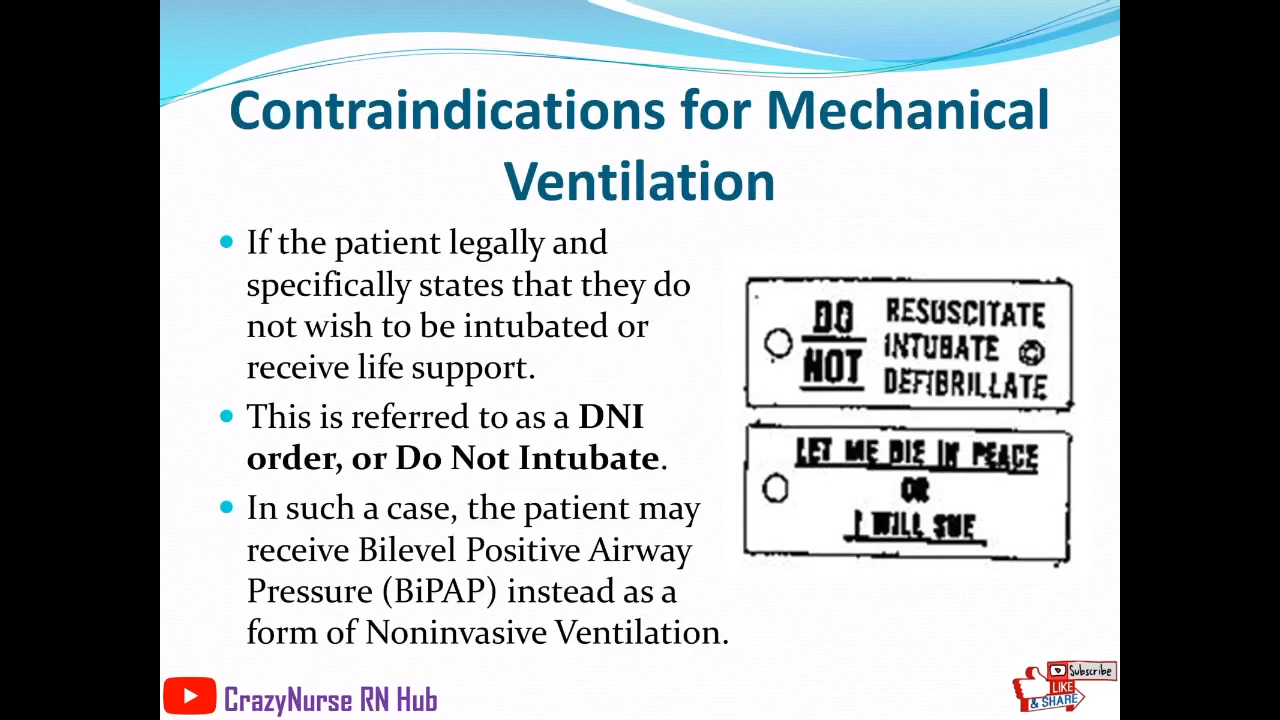 Contraindications for Mechanical
Ventilation
If the patient legally and
specifically states that they do
not wish to be intubated or
receive life support.
This is referred to as a DNI
order, or Do Not Intubate.
In such a case, the patient may
receive Bilevel Positive Airway
Pressure (BiPAP) instead as a
form of Noninvasive Ventilation.
DO
NOT
RESUSCITATE
INTUBATE
DEFIBRILLATE
LET ME DIE IN PEACE
OR
I WILL SUE
CrazyNurse RN Hub
Subscribe
LIKE
& SHARE